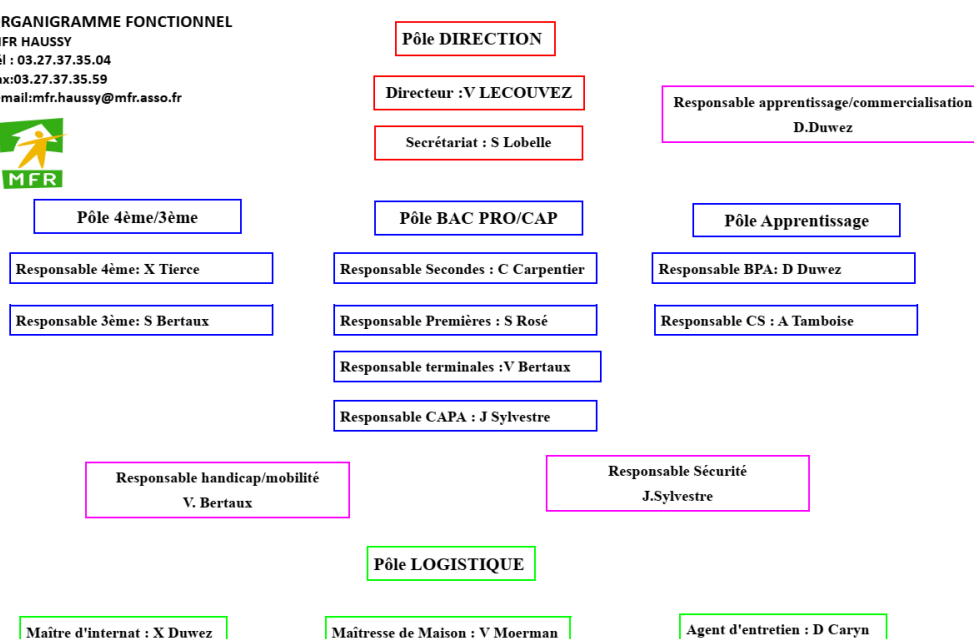 RGANIGRAMME FONCTIONNEL
MFR HAUSSY
él : 03.27.37.35.04
ax:03.27.37.35.59
mail:mfr.haussy@mfr.asso.fr
MFR
Pôle DIRECTION
Directeur :V LECOUVEZ
Secrétariat : S Lobelle
Responsable apprentissage/commercialisation
D.Duwez
Pôle 4ème/3ème
Responsable 4ème: X Tierce
Responsable 3ème: S Bertaux
Pôle BAC PRO/CAP
Responsable Secondes : C Carpentier
Responsable Premières : S Rosé
Responsable terminales :V Bertaux
Responsable CAPA : J Sylvestre
Pôle Apprentissage
Responsable BPA: D Duwez
Responsable CS : A Tamboise
Responsable handicap/mobilité
V. Bertaux
Responsable Sécurité
J.Sylvestre
Pôle LOGISTIQUE
Maître d'internat : X Duwez
Maîtresse de Maison : V Moerman
Agent d'entretien : D Caryn